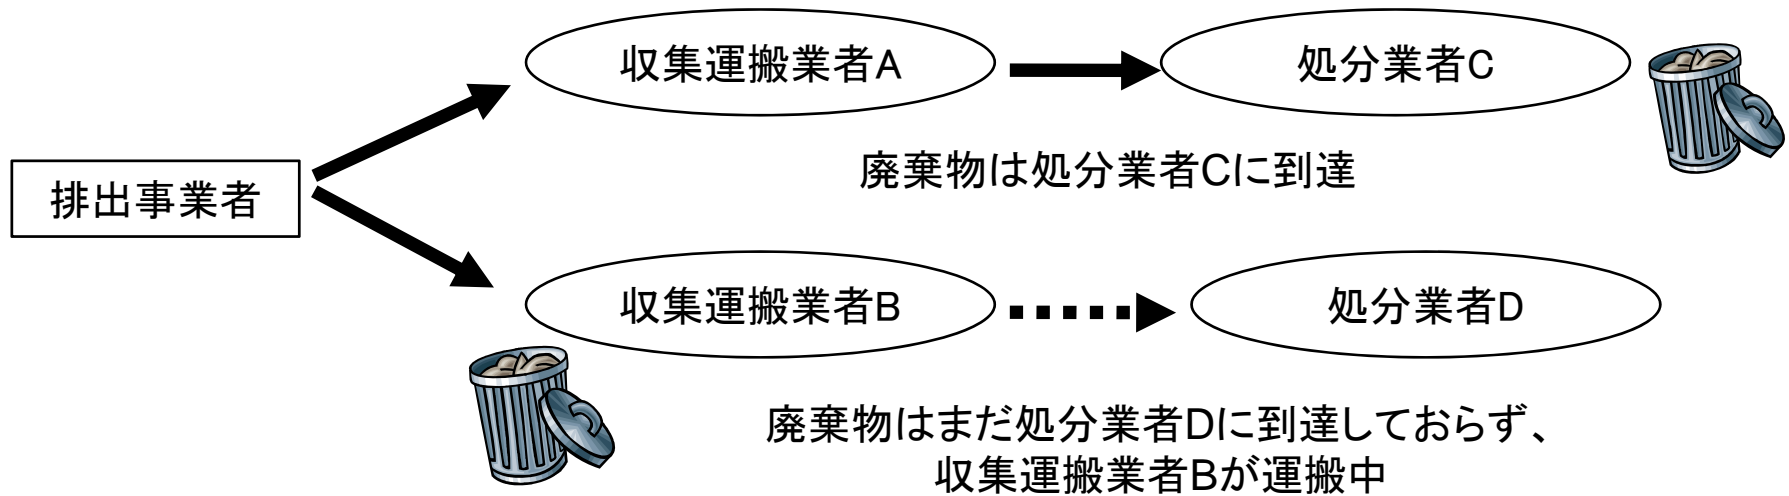 収集運搬業者A
処分業者C
廃棄物は処分業者Cに到達
排出事業者
収集運搬業者B
処分業者D
廃棄物はまだ処分業者Dに到達しておらず、
収集運搬業者Bが運搬中